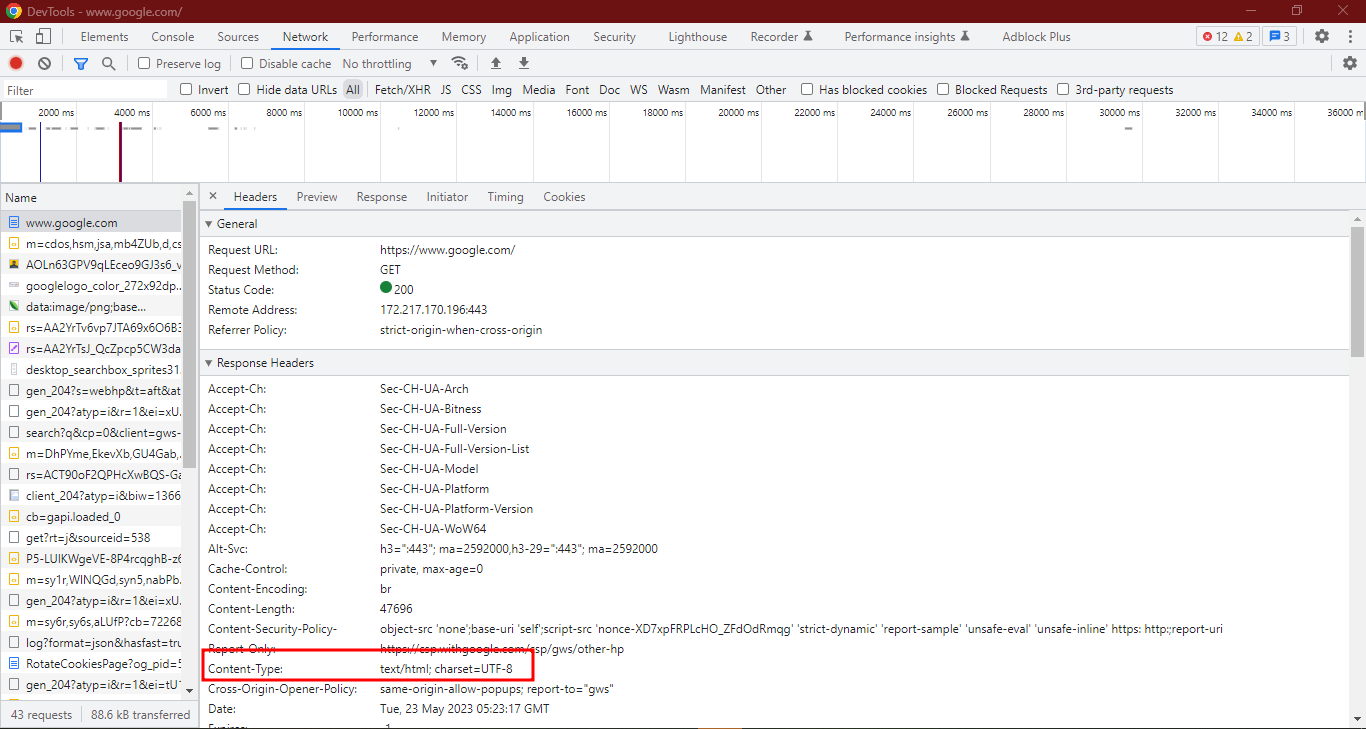 DevTools - www.google.com/
Elements Console Sources Network Performance Memory Application Security Lighthouse Recorder Performance insights Adblock Plus 12 2 3
Preserve log Disable cache No throttling
Filter Invert Hide data URLs All Fetch/XHR JS CSS Img Media Font Doc WS Wasm Manifest Other Has blocked cookies Blocked Requests 3rd-party requests
2000 ms 4000 ms 6000 ms 8000 ms 10000 ms 12000 ms 14000 ms 16000 ms 18000 ms 20000 ms 22000 ms 24000 ms 26000 ms 28000 ms 30000 ms 32000 ms 34000 ms 36000 m
Name
www.google.com
m=cdos,hsm,jsa,mb4ZUb,d,cs
AOLn63GPV9qLEceo9GJ3s6_v
googlelogo_color_272x92dp...
data:image/png;base...
rs=AA2YrTv6vp7JTA69x6O6B3
rs=AA2YrTsJ_QcZpcp5CW3da
desktop_searchbox_sprites31
gen_204?s=webhp&t=aft&at
gen_204?atyp=i&r=1&ei=xU.
search?q&cp=0&client=gws-
m=DhPYme,EkevXb,GU4Gab,.
rs=ACT90oF2QPHcXwBQS-Ga
client_204?atyp=i&biw=1366
cb=gapi.loaded_0
get?rt=j&sourceid=538
P5-LUIKWgeVE-8P4rcqghB-z6
m=sy1r,WINQGd,syn5,nabPb.
gen_204?atyp=i&r=1&ei=xU.
m=sy6r,sy6s,aLUfP?cb=72268
log?format=json&hasfast=tru
RotateCookiesPage?og_pid=5
gen_204?atyp=i&r=1&ei=tU1
43 requests 88.6 kB transferred
Headers Preview Response Initiator Timing Cookies
General
Request URL: https://www.google.com/
Request Method: GET
Status Code: 200
Remote Address: 172.217.170.196:443
Referrer Policy: strict-origin-when-cross-origin
Response Headers
Accept-Ch: Sec-CH-UA-Arch
Accept-Ch: Sec-CH-UA-Bitness
Accept-Ch: Sec-CH-UA-Full-Version
Accept-Ch: Sec-CH-UA-Full-Version-List
Accept-Ch: Sec-CH-UA-Model
Accept-Ch: Sec-CH-UA-Platform
Accept-Ch: Sec-CH-UA-Platform-Version
Accept-Ch: Sec-CH-UA-WoW64
Alt-Svc: h3=":443"; ma=2592000,h3-29=":443"; ma=2592000
Cache-Control: private, max-age=0
Content-Encoding: br
Content-Length: 47696
Content-Security-Policy- object-src 'none';base-uri 'self';script-src 'nonce-XD7xpFRPLcHO_ZFdOdRmqg' 'strict-dynamic' 'report-sample' 'unsafe-eval' 'unsafe-inline' https: http:;report-uri
Report-Only: https://csp.withgoogle.com/csp/gws/other-hp
Content-Type: text/html; charset=UTF-8
Cross-Origin-Opener-Policy: same-origin-allow-popups; report-to="gws"
Date: Tue, 23 May 2023 05:23:17 GMT
Expires: -1